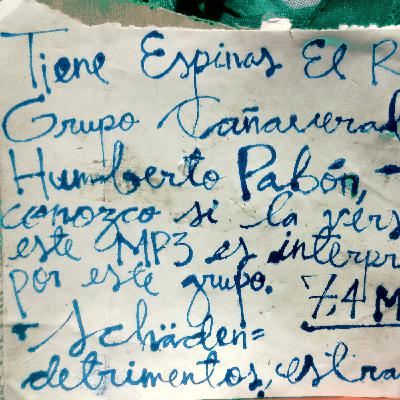 Tiene Espinas El R
Grupo Cañaveral
Humberto Pabón, -
conozco si la vers
este MP3 es interpr
por este grupo.
7,4 M
- Schäden=
detrimentos, estra